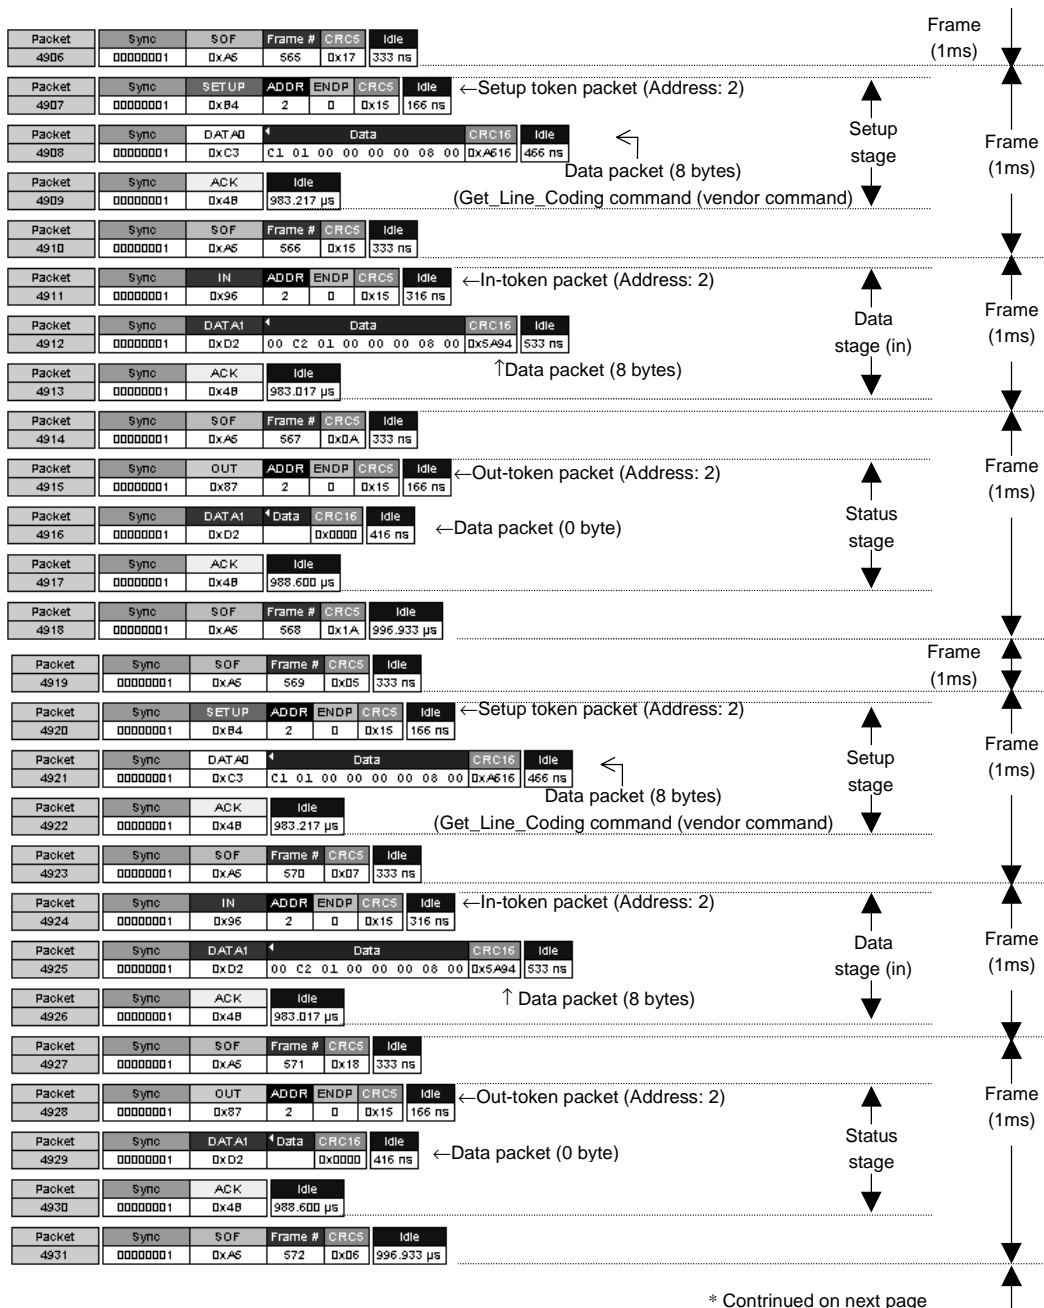 Frame
(1ms)
Packet Sync SOF Frame # CRC5 Idle
4906 00000001 0xA5 565 0x17 333 ns
Packet Sync SETUP ADDR ENDP CRC5 Idle
4907 00000001 0xB4 2 0 0x15 166 ns
←Setup token packet (Address: 2)
Packet Sync DATA0 Data CRC16 Idle
4908 00000001 0xC3 C1 01 00 00 00 00 08 00 0xA616 466 ns
Data packet (8 bytes)
(Get_Line_Coding command (vendor command)
Setup
stage
Frame
(1ms)
Packet Sync ACK Idle
4909 00000001 0x4B 983.217 µs
Packet Sync SOF Frame # CRC5 Idle
4910 00000001 0xA5 566 0x15 333 ns
Packet Sync IN ADDR ENDP CRC5 Idle
4911 00000001 0x96 2 0 0x15 316 ns
←In-token packet (Address: 2)
Packet Sync DATA1 Data CRC16 Idle
4912 00000001 0xD2 00 C2 01 00 00 00 08 00 0x5A94 533 ns
↑Data packet (8 bytes)
Data
stage (in)
Frame
(1ms)
Packet Sync ACK Idle
4913 00000001 0x4B 983.017 µs
Packet Sync SOF Frame # CRC5 Idle
4914 00000001 0xA5 567 0x0A 333 ns
Packet Sync OUT ADDR ENDP CRC5 Idle
4915 00000001 0x87 2 0 0x15 166 ns
←Out-token packet (Address: 2)
Packet Sync DATA1 Data CRC16 Idle
4916 00000001 0xD2 0x0000 416 ns
←Data packet (0 byte)
Status
stage
Frame
(1ms)
Packet Sync ACK Idle
4917 00000001 0x4B 988.600 µs
Packet Sync SOF Frame # CRC5 Idle
4918 00000001 0xA5 568 0x1A 996.933 µs
Frame
(1ms)
Packet Sync SOF Frame # CRC5 Idle
4919 00000001 0xA5 569 0x05 333 ns
Packet Sync SETUP ADDR ENDP CRC5 Idle
4920 00000001 0xB4 2 0 0x15 166 ns
←Setup token packet (Address: 2)
Packet Sync DATA0 Data CRC16 Idle
4921 00000001 0xC3 C1 01 00 00 00 00 08 00 0xA616 466 ns
Data packet (8 bytes)
(Get_Line_Coding command (vendor command)
Setup
stage
Frame
(1ms)
Packet Sync ACK Idle
4922 00000001 0x4B 983.217 µs
Packet Sync SOF Frame # CRC5 Idle
4923 00000001 0xA5 570 0x07 333 ns
Packet Sync IN ADDR ENDP CRC5 Idle
4924 00000001 0x96 2 0 0x15 316 ns
←In-token packet (Address: 2)
Packet Sync DATA1 Data CRC16 Idle
4925 00000001 0xD2 00 C2 01 00 00 00 08 00 0x5A94 533 ns
↑ Data packet (8 bytes)
Data
stage (in)
Frame
(1ms)
Packet Sync ACK Idle
4926 00000001 0x4B 983.017 µs
Packet Sync SOF Frame # CRC5 Idle
4927 00000001 0xA5 571 0x18 333 ns
Packet Sync OUT ADDR ENDP CRC5 Idle
4928 00000001 0x87 2 0 0x15 166 ns
←Out-token packet (Address: 2)
Packet Sync DATA1 Data CRC16 Idle
4929 00000001 0xD2 0x0000 416 ns
←Data packet (0 byte)
Status
stage
Frame
(1ms)
Packet Sync ACK Idle
4930 00000001 0x4B 988.600 µs
Packet Sync SOF Frame # CRC5 Idle
4931 00000001 0xA5 572 0x06 996.933 µs
* Contrinued on next page